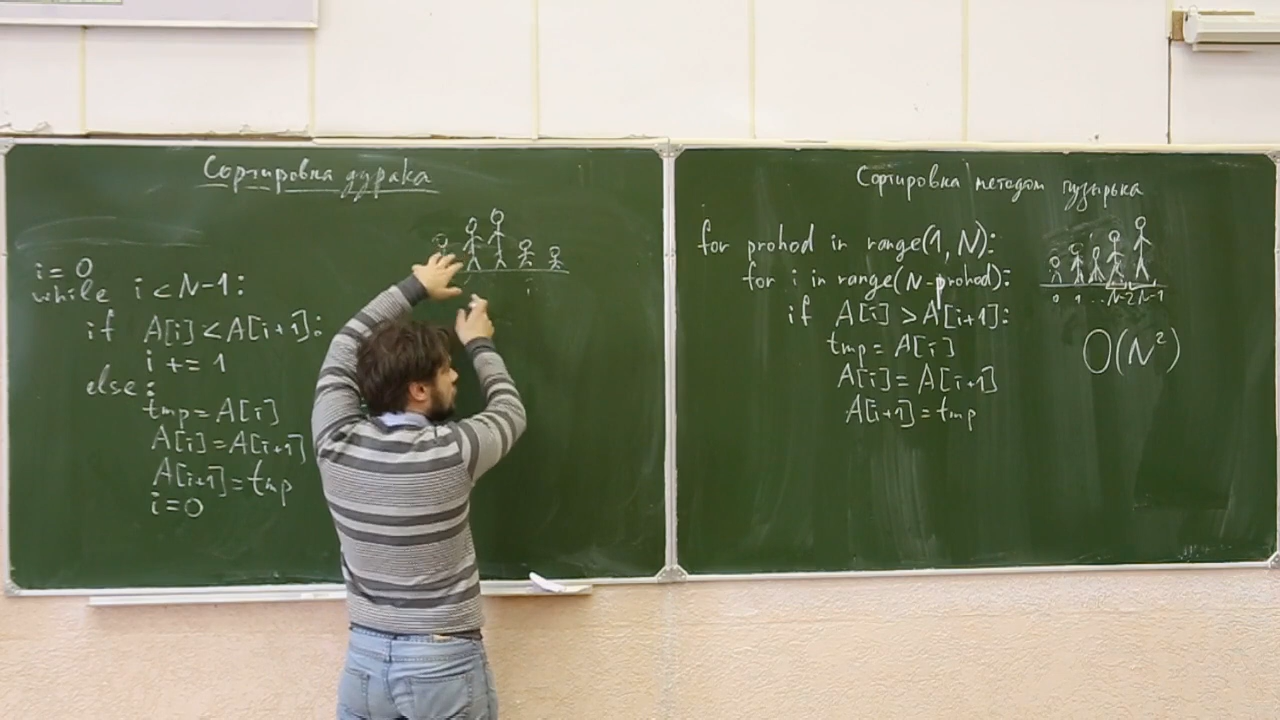 Сортировка дурака
i = 0
while i < N-1:
if A[i] < A[i+1]:
i += 1
else:
tmp = A[i]
A[i] = A[i+1]
A[i+1] = tmp
i = 0
i
Сортировка методом пузырька
for prohod in range(1, N):
for i in range(N-prohod):
if A[i] > A[i+1]:
tmp = A[i]
A[i] = A[i+1]
A[i+1] = tmp
0 1 ... N-2 N-1
O(N²)